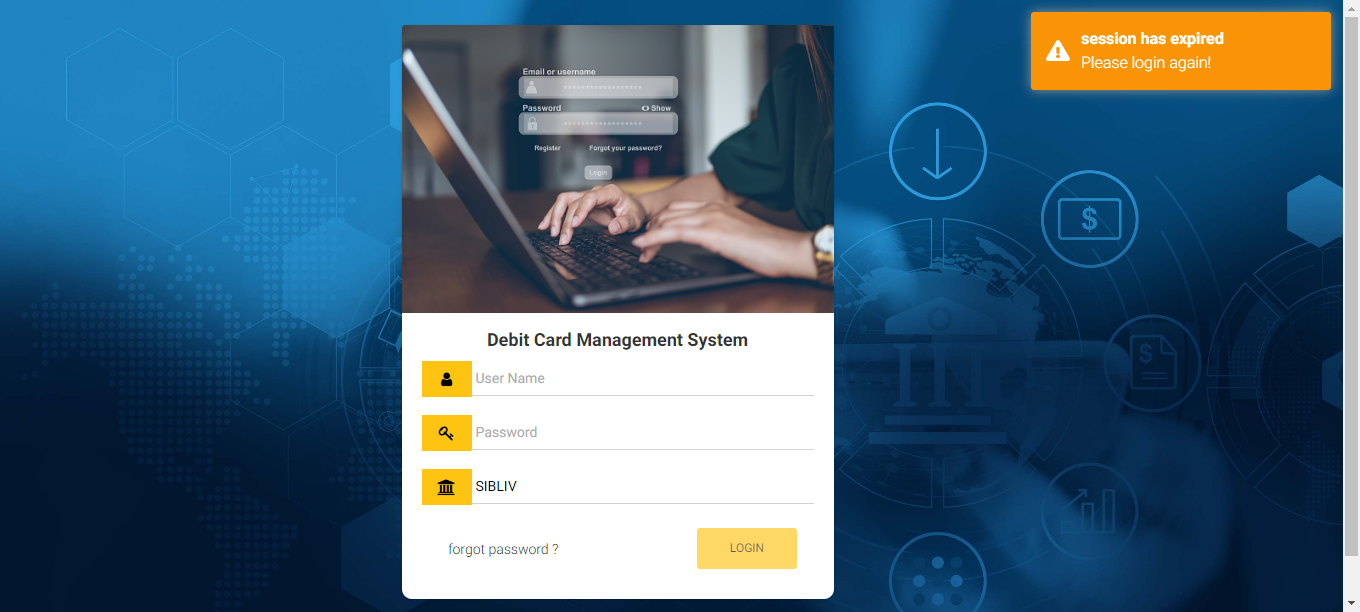 session has expired
Please login again!
Email or username
Password
Show
Register
Forgot your password?
Login
Debit Card Management System
User Name
Password
SIBLIV
forgot password ?
LOGIN